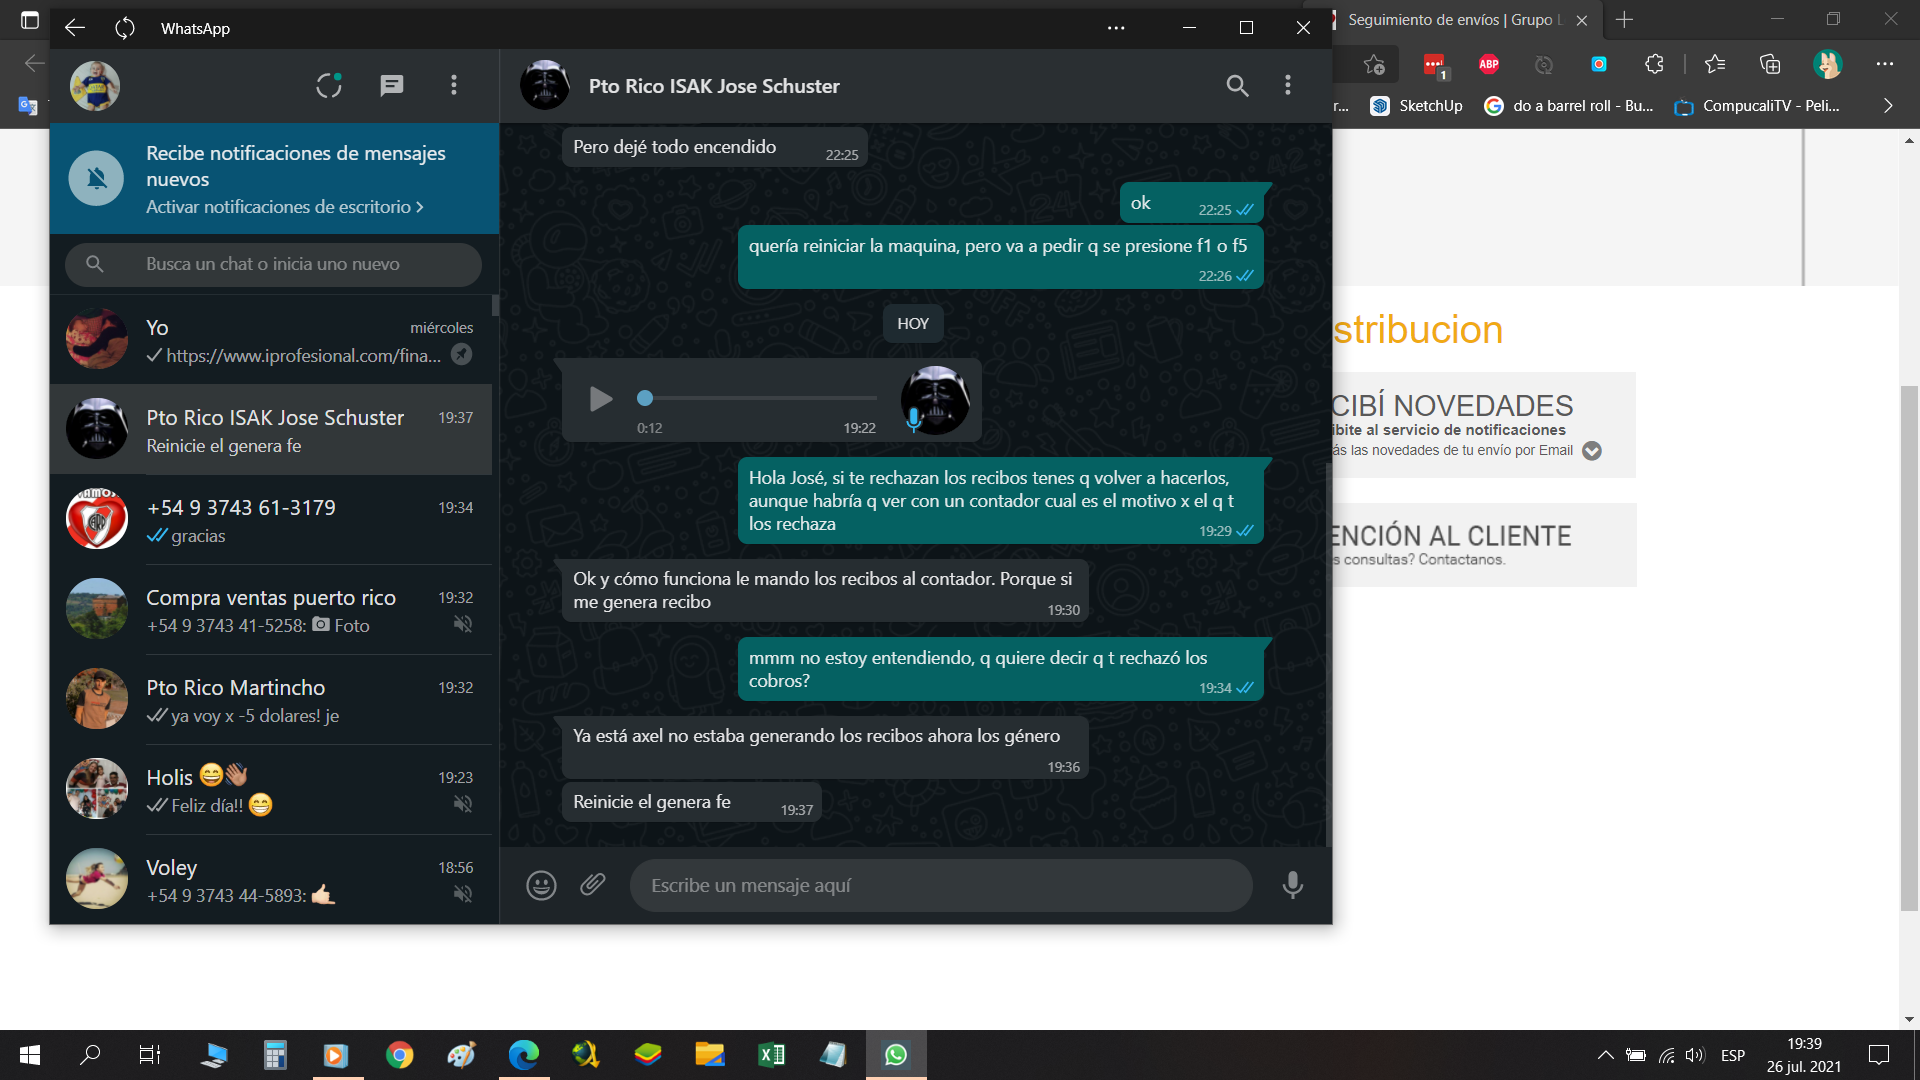 WhatsApp
Seguimiento de envíos | Grupo L
ABP
1
r...
SketchUp
do a barrel roll - Bu...
CompucaliTV - Peli...
Recibe notificaciones de mensajes
nuevos
Activar notificaciones de escritorio >
Busca un chat o inicia uno nuevo
Yo
miércoles
https://www.iprofesional.com/fina...
Pto Rico ISAK Jose Schuster
19:37
Reinicie el genera fe
+54 9 3743 61-3179
19:34
gracias
Compra ventas puerto rico
19:32
+54 9 3743 41-5258: Foto
Pto Rico Martincho
19:32
ya voy x -5 dolares! je
Holis 😄👋🏽
19:23
Feliz día!! 😁
Voley
18:56
+54 9 3743 44-5893: 🤙🏻
Pto Rico ISAK Jose Schuster
Pero dejé todo encendido
22:25
ok
22:25
quería reiniciar la maquina, pero va a pedir q se presione f1 o f5
22:26
HOY
0:12
19:22
Hola José, si te rechazan los recibos tenes q volver a hacerlos,
aunque habría q ver con un contador cual es el motivo x el q t
los rechaza
19:29
Ok y cómo funciona le mando los recibos al contador. Porque si
me genera recibo
19:30
mmm no estoy entendiendo, q quiere decir q t rechazó los
cobros?
19:34
Ya está axel no estaba generando los recibos ahora los género
19:36
Reinicie el genera fe
19:37
Escribe un mensaje aquí
stribucion
CIBÍ NOVEDADES
ibite al servicio de notificaciones
ás las novedades de tu envío por Email
ENCIÓN AL CLIENTE
s consultas? Contactanos.
ESP
19:39
26 jul. 2021